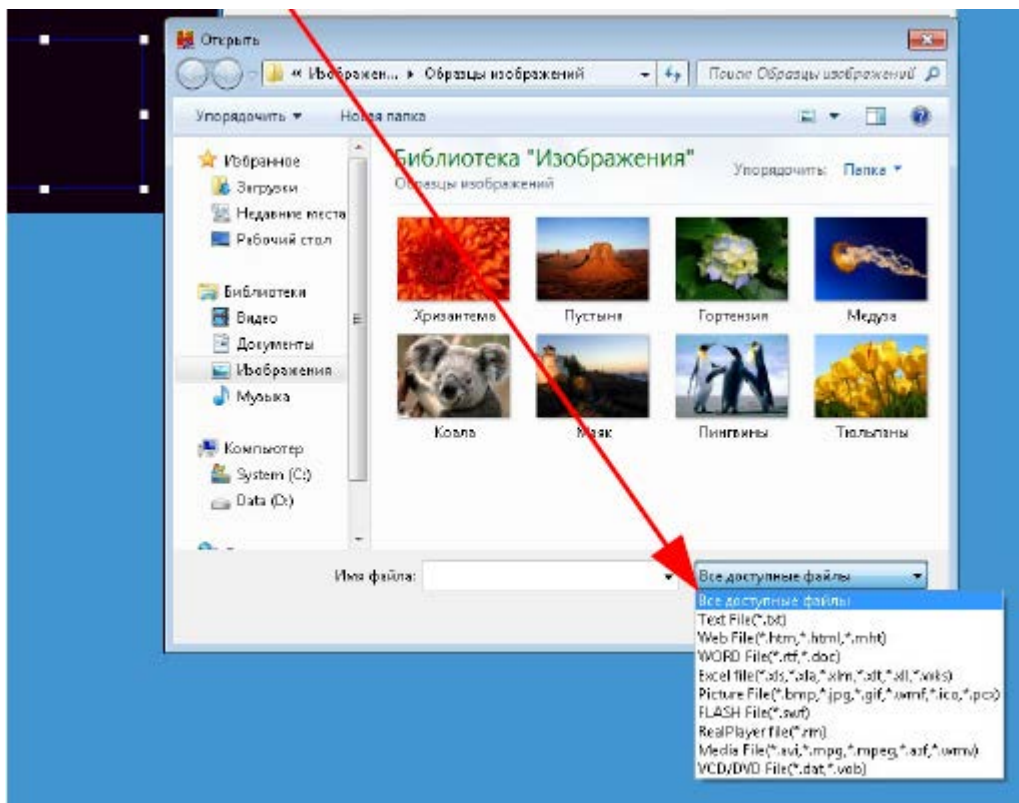 Открыть
« Изображен... ▸ Образцы изображений
Поиск: Образцы изображений
Упорядочить ▾ Новая папка
Библиотека "Изображения"
Образцы изображений
Упорядочить: Папка ▾
Избранное
Загрузки
Недавние места
Рабочий стол
Библиотеки
Видео
Документы
Изображения
Музыка
Компьютер
System (C:)
Data (D:)
Хризантема
Пустыня
Гортензия
Медуза
Коала
Маяк
Пингвины
Тюльпаны
Имя файла:
Все доступные файлы
Все доступные файлы
Text File(*.txt)
Web File(*.htm,*.html,*.mht)
WORD File(*.rtf,*.doc)
Excel file(*.xls,*.xla,*.xlm,*.xlt,*.xll,*.wks)
Picture File(*.bmp,*.jpg,*.gif,*.wmf,*.ico,*.pcx)
FLASH File(*.swf)
RealPlayer file(*.rm)
Media File(*.avi,*.mpg,*.mpeg,*.asf,*.wmv)
VCD/DVD File(*.dat,*.vob)